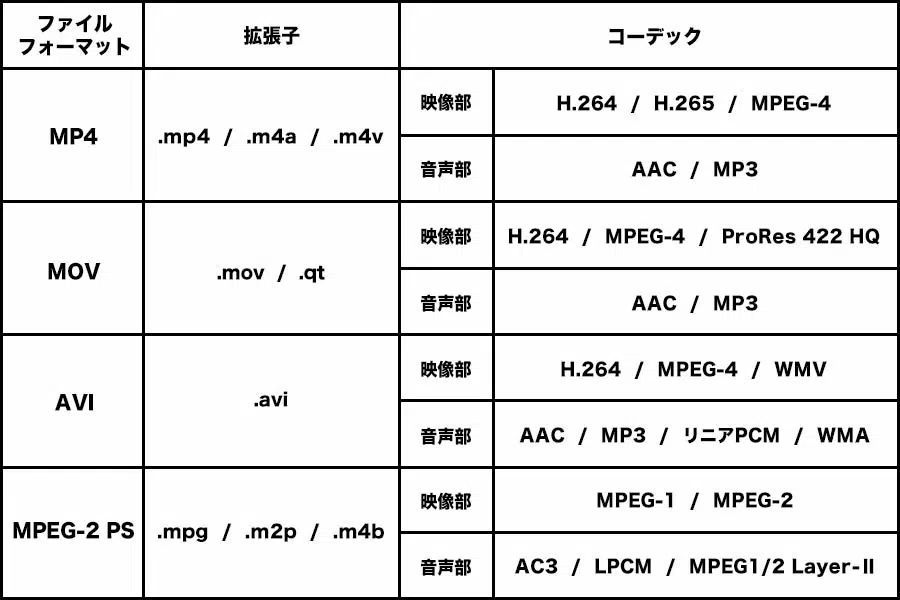 ファイル
フォーマット
拡張子
コーデック
MP4
.mp4 / .m4a / .m4v
映像部
H.264 / H.265 / MPEG-4
音声部
AAC / MP3
MOV
.mov / .qt
映像部
H.264 / MPEG-4 / ProRes 422 HQ
音声部
AAC / MP3
AVI
.avi
映像部
H.264 / MPEG-4 / WMV
音声部
AAC / MP3 / リニアPCM / WMA
MPEG-2 PS
.mpg / .m2p / .m4b
映像部
MPEG-1 / MPEG-2
音声部
AC3 / LPCM / MPEG1/2 Layer-II